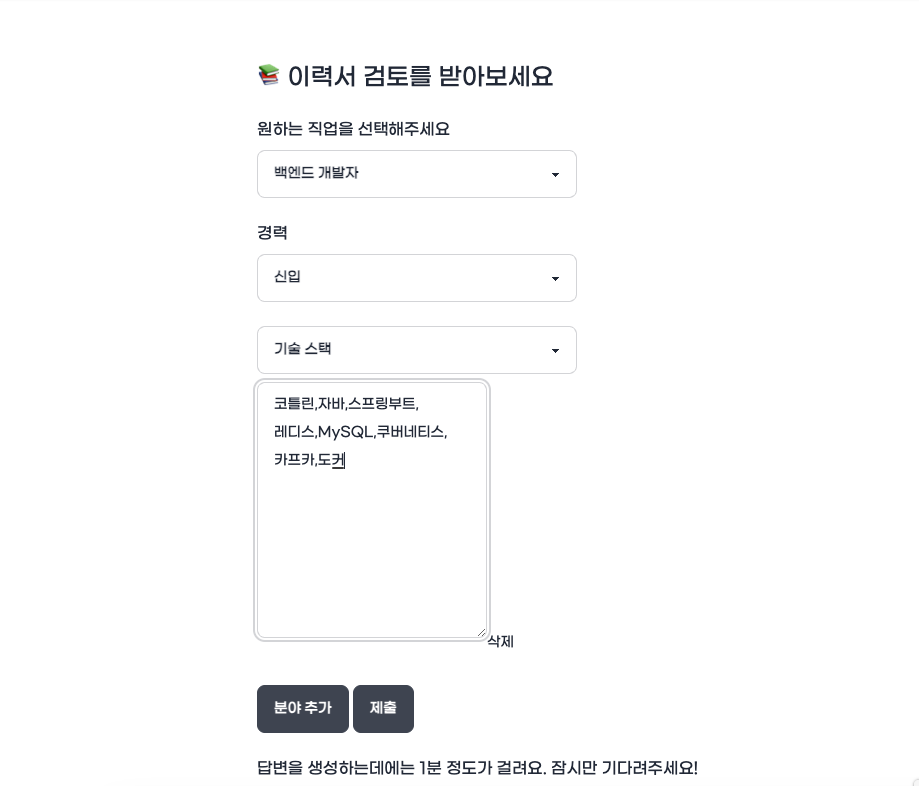 이력서 검토를 받아보세요
원하는 직업을 선택해주세요
백엔드 개발자
경력
신입
기술 스택
코틀린,자바,스프링부트,
레디스,MySQL,쿠버네티스,
카프카,도커
삭제
분야 추가
제출
답변을 생성하는데에는 1분 정도가 걸려요. 잠시만 기다려주세요!